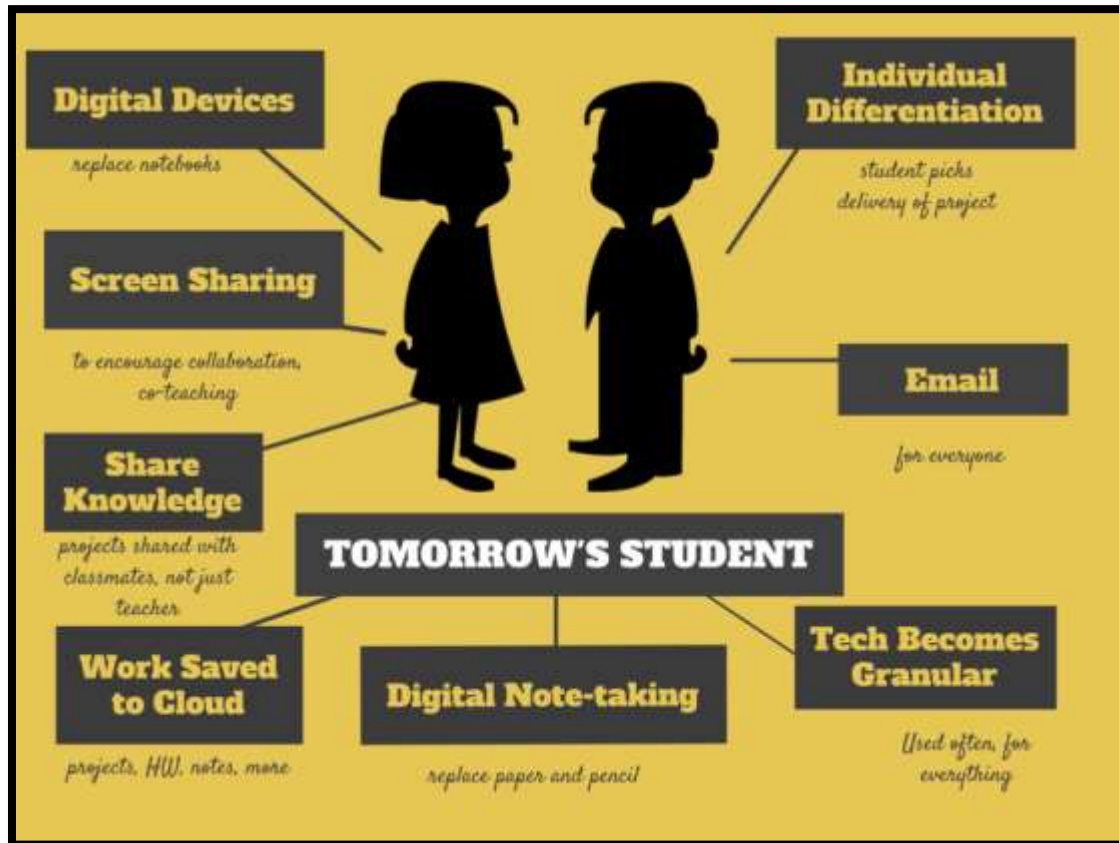 Digital Devices
replace notebooks
Screen Sharing
to encourage collaboration,
co-teaching
Share
Knowledge
projects shared with
classmates, not just
teacher
Individual
Differentiation
student picks
delivery of project
Email
for everyone
TOMORROW'S STUDENT
Work Saved
to Cloud
projects, HW, notes, more
Digital Note-taking
replace paper and pencil
Tech Becomes
Granular
Used often, for
everything